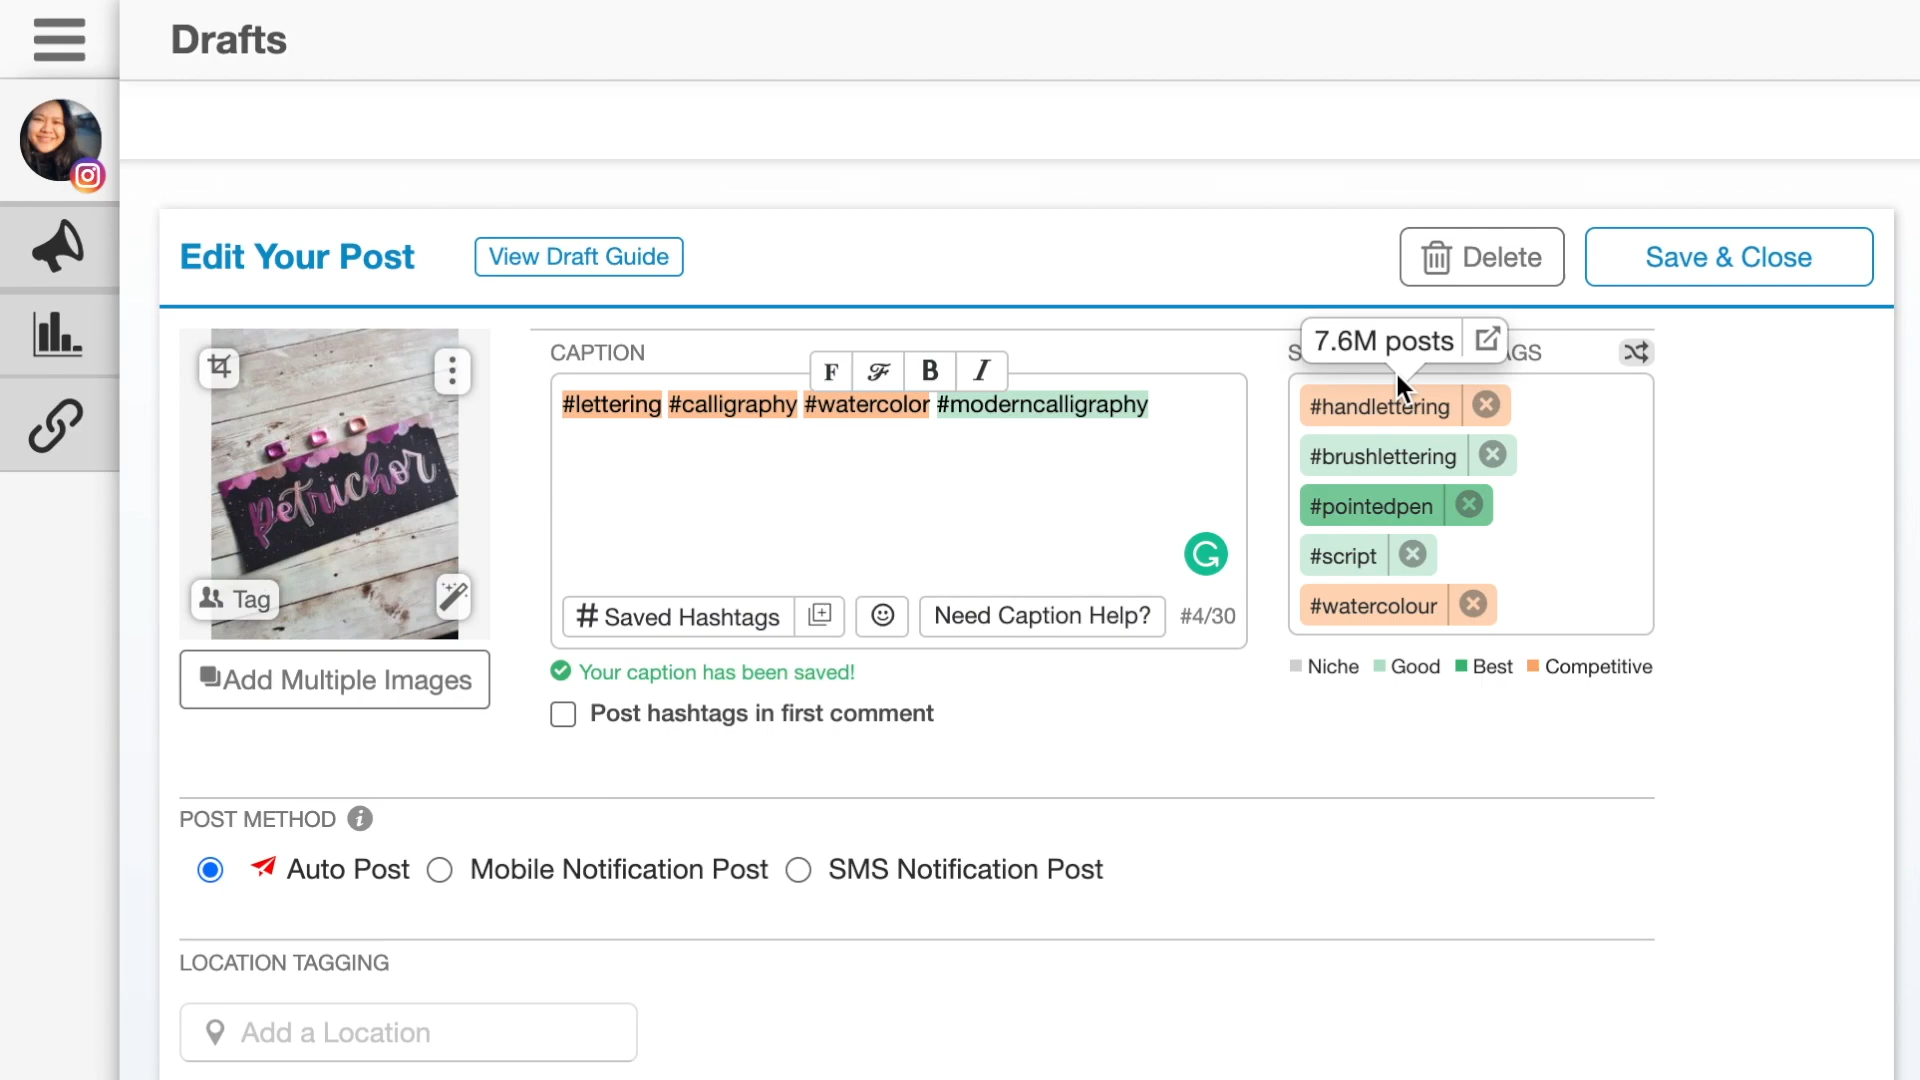 Drafts
Edit Your Post
View Draft Guide
Delete
Save & Close
CAPTION
F F B I
7.6M posts
S GS
#lettering #calligraphy #watercolor #moderncalligraphy
#handlettering
#brushlettering
#pointedpen
#script
#watercolour
petrichor
Tag
# Saved Hashtags
Need Caption Help?
#4/30
Add Multiple Images
Your caption has been saved!
Niche Good Best Competitive
Post hashtags in first comment
POST METHOD
Auto Post Mobile Notification Post SMS Notification Post
LOCATION TAGGING
Add a Location